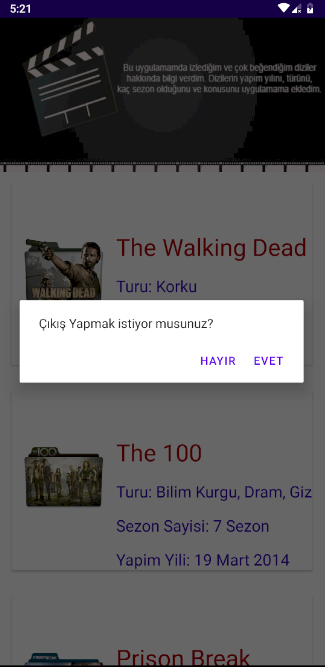 5:21
Bu uygulamamda izlediğim ve çok beğendiğim diziler
hakkında bilgi verdim. Dizilerin yapım yılını, türünü,
kaç sezon olduğunu ve konusunu uygulamama ekledim.
The Walking Dead
WALKING DEAD
Turu: Korku
Çıkış Yapmak istiyor musunuz?
HAYIR EVET
The 100
100
Turu: Bilim Kurgu, Dram, Giz
Sezon Sayisi: 7 Sezon
Yapim Yili: 19 Mart 2014
Prison Break